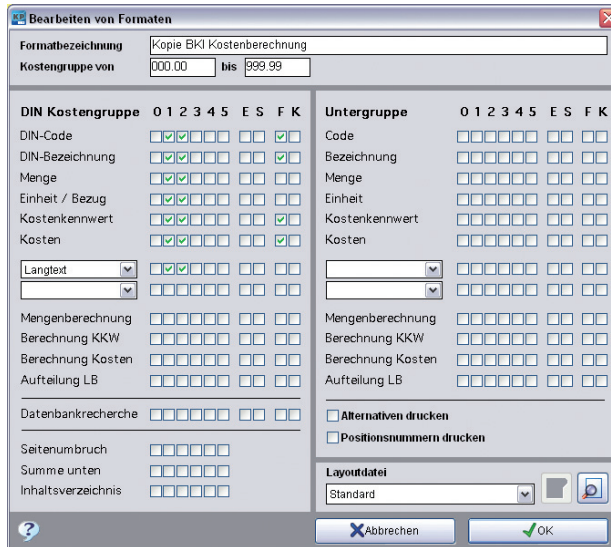 KP Bearbeiten von Formaten
Formatbezeichnung Kopie BKI Kostenberechnung
Kostengruppe von 000.00 bis 999.99
DIN Kostengruppe 0 1 2 3 4 5 E S F K
DIN-Code
DIN-Bezeichnung
Menge
Einheit / Bezug
Kostenkennwert
Kosten
Langtext
Mengenberechnung
Berechnung KKW
Berechnung Kosten
Aufteilung LB
Datenbankrecherche
Seitenumbruch
Summe unten
Inhaltsverzeichnis
Untergruppe 0 1 2 3 4 5 E S F K
Code
Bezeichnung
Menge
Einheit
Kostenkennwert
Kosten
Mengenberechnung
Berechnung KKW
Berechnung Kosten
Aufteilung LB
Alternativen drucken
Positionsnummern drucken
Layoutdatei
Standard
?
Abbrechen
OK